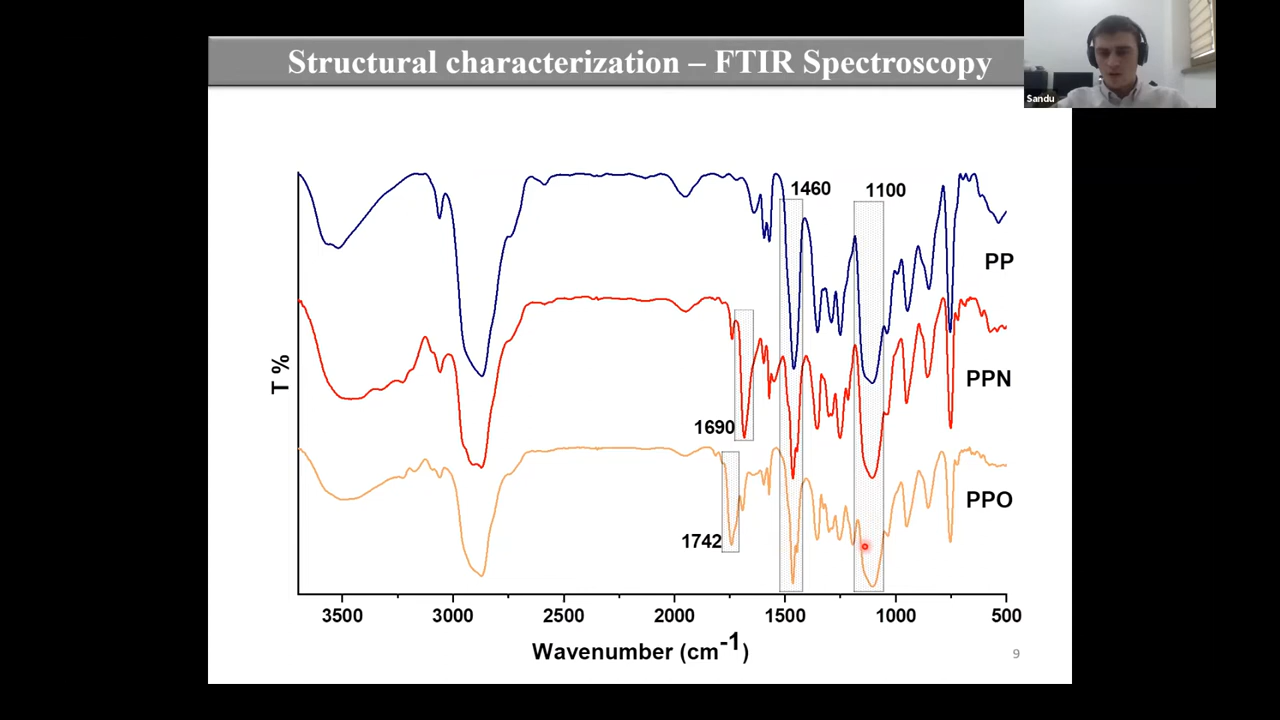 Structural characterization – FTIR Spectroscopy
Sandu
1460
1100
PP
PPN
T %
1690
PPO
1742
3500
3000
2500
2000
1500
1000
500
Wavenumber (cm-1)
9